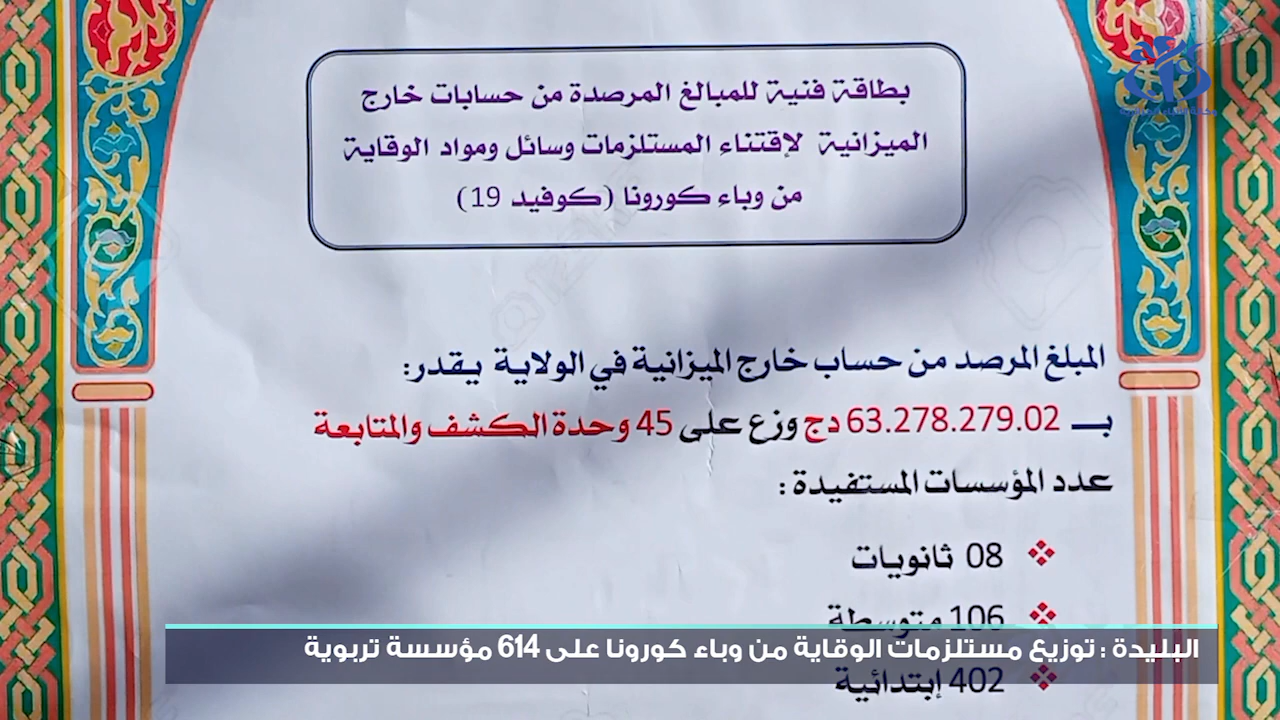 بطاقة فنية للمبالغ المرصدة من حسابات خارج
الميزانية لإقتناء المستلزمات وسائل ومواد الوقاية
من وباء كورونا (كوفيد 19)
المبلغ المرصد من حساب خارج الميزانية في الولاية يقدر:
بـــ 63.278.279.02 دج وزع على 45 وحدة الكشف والمتابعة
عدد المؤسسات المستفيدة :
08 ثانويات
106 متوسطة
البليدة : توزيع مستلزمات الوقاية من وباء كورونا على 614 مؤسسة تربوية
402 إبتدائية